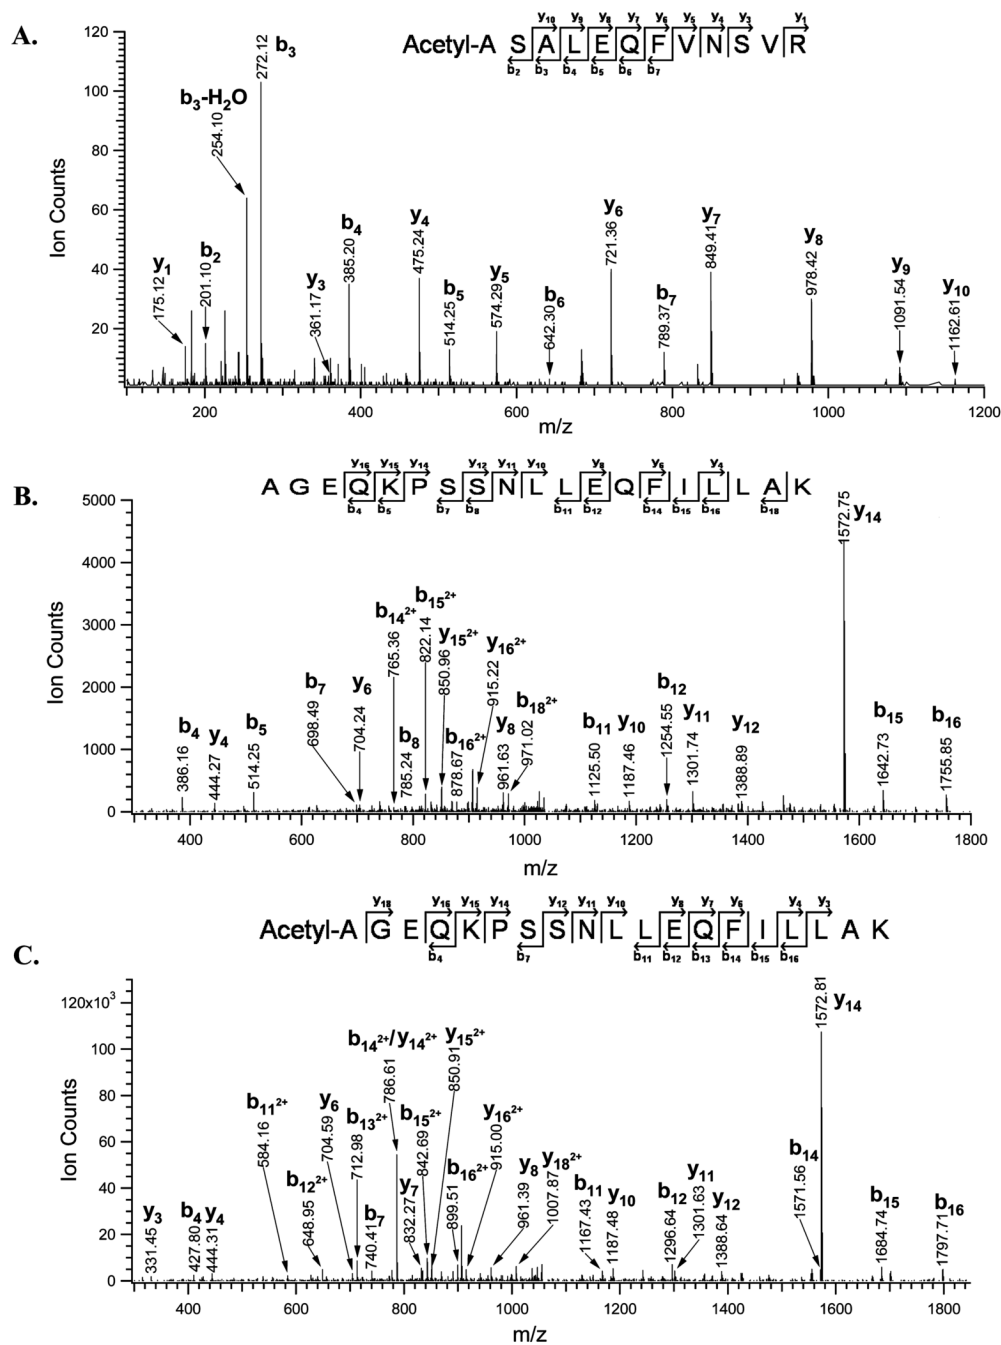 A.
y10 y9 y8 y7 y6 y5 y4 y3 y1
Acetyl-A S A L E Q F V N S V R
b2 b3 b4 b5 b6 b7
Ion Counts
120
100
80
60
40
20
y1
175.12
b2
201.10
b3-H2O
254.10
272.12
b3
y3
361.17
b4
385.20
y4
475.24
b5
514.25
y5
574.29
b6
642.30
y6
721.36
b7
789.37
y7
849.41
y8
978.42
y9
1091.54
y10
1162.61
200 400 600 800 1000 1200
m/z
B.
y16 y15 y14 y12 y11 y10 y8 y6 y4
A G E Q K P S S N L L E Q F I L L A K
b4 b5 b7 b8 b11 b12 b14 b15 b16 b18
Ion Counts
5000
4000
3000
2000
1000
0
b4
386.16
y4
444.27
b5
514.25
b7
698.49
y6
704.24
b14 2+
765.36
b8
785.24
b15 2+
822.14
y15 2+
850.96
b16 2+
878.67
y16 2+
915.22
y8
961.63
b18 2+
971.02
b11
1125.50
y10
1187.46
b12
1254.55
y11
1301.74
y12
1388.89
1572.75
y14
b15
1642.73
b16
1755.85
400 600 800 1000 1200 1400 1600 1800
m/z
C.
y18 y16 y15 y14 y12 y11 y10 y8 y7 y6 y4 y3
Acetyl-A G E Q K P S S N L L E Q F I L L A K
b4 b7 b11 b12 b13 b14 b15 b16
Ion Counts
120x10³
100
80
60
40
20
0
y3
331.45
b4
427.80
y4
444.31
b11 2+
584.16
b12 2+
648.95
y6
704.59
b13 2+
712.98
b7
740.41
b14 2+/y14 2+
786.61
y7
832.27
b15 2+
842.69
y15 2+
850.91
b16 2+
899.51
y16 2+
915.00
y8
961.39
y18 2+
1007.87
b11
1167.43
y10
1187.48
b12
1296.64
y11
1301.63
y12
1388.64
b14
1571.56
1572.81
y14
b15
1684.74
b16
1797.71
400 600 800 1000 1200 1400 1600 1800
m/z